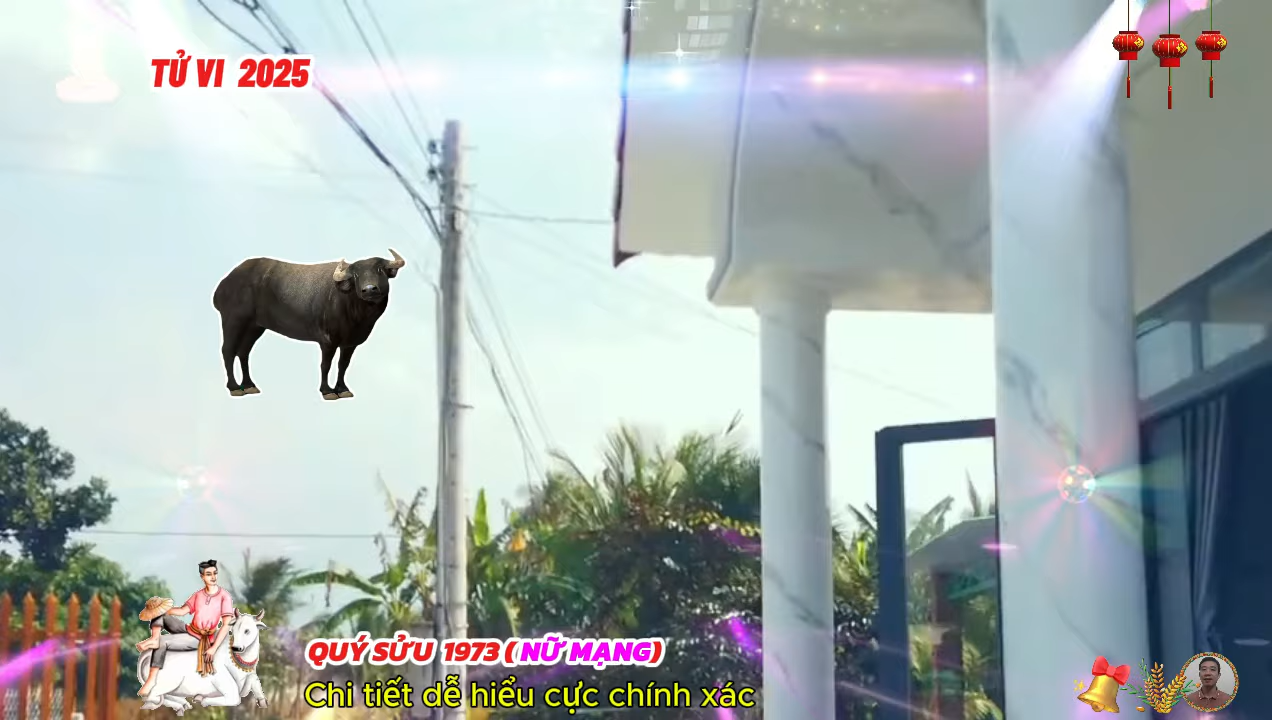 TỬ VI 2025
QUÝ SỬU 1973 ( NỮ MẠNG)
Chi tiết dễ hiểu cực chính xác